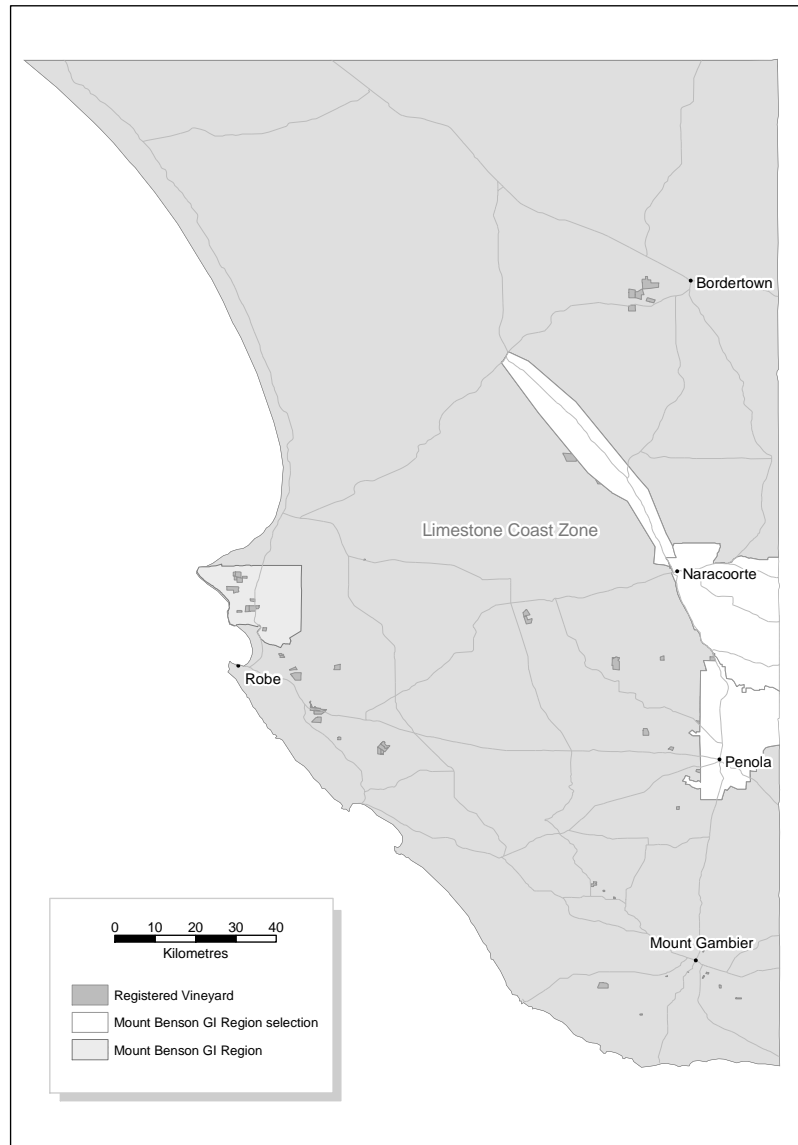 Bordertown
Limestone Coast Zone
Naracoorte
Robe
Penola
Mount Gambier
0 10 20 30 40
Kilometres
Registered Vineyard
Mount Benson GI Region selection
Mount Benson GI Region